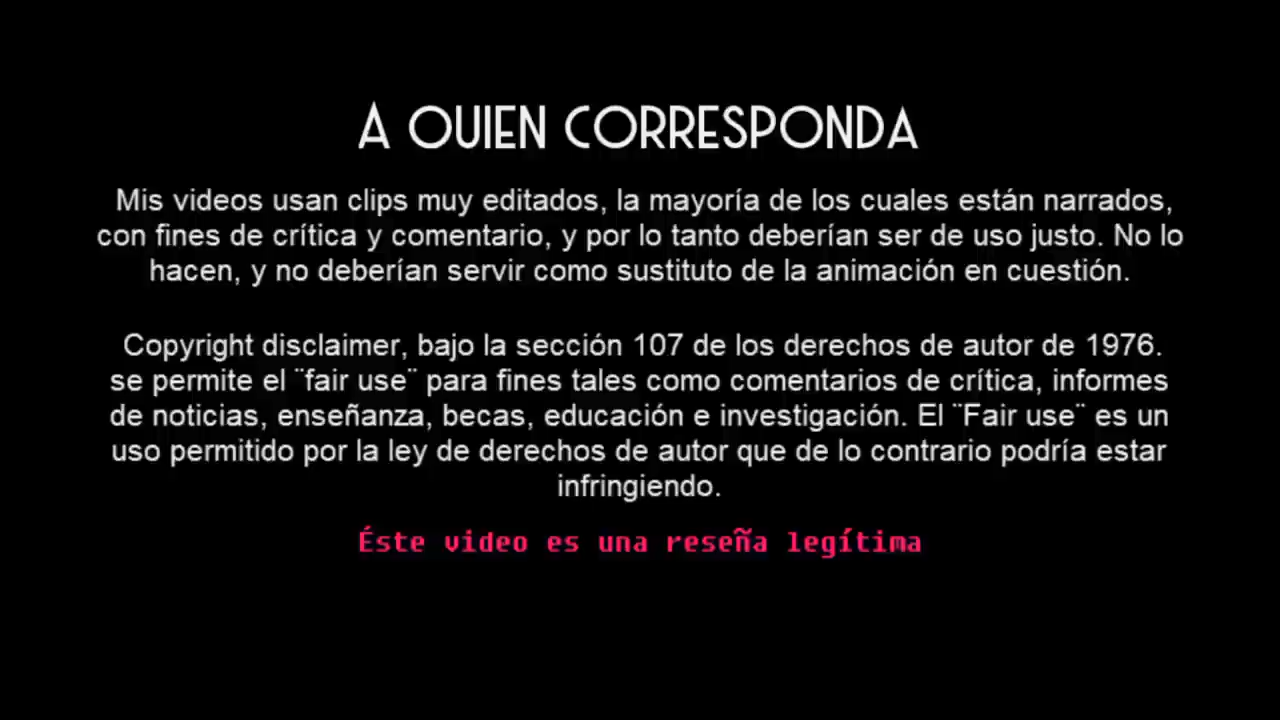 A QUIEN CORRESPONDA
Mis videos usan clips muy editados, la mayoría de los cuales están narrados,
con fines de crítica y comentario, y por lo tanto deberían ser de uso justo. No lo
hacen, y no deberían servir como sustituto de la animación en cuestión.
Copyright disclaimer, bajo la sección 107 de los derechos de autor de 1976.
se permite el ¨fair use¨ para fines tales como comentarios de crítica, informes
de noticias, enseñanza, becas, educación e investigación. El ¨Fair use¨ es un
uso permitido por la ley de derechos de autor que de lo contrario podría estar
infringiendo.
Éste video es una reseña legítima